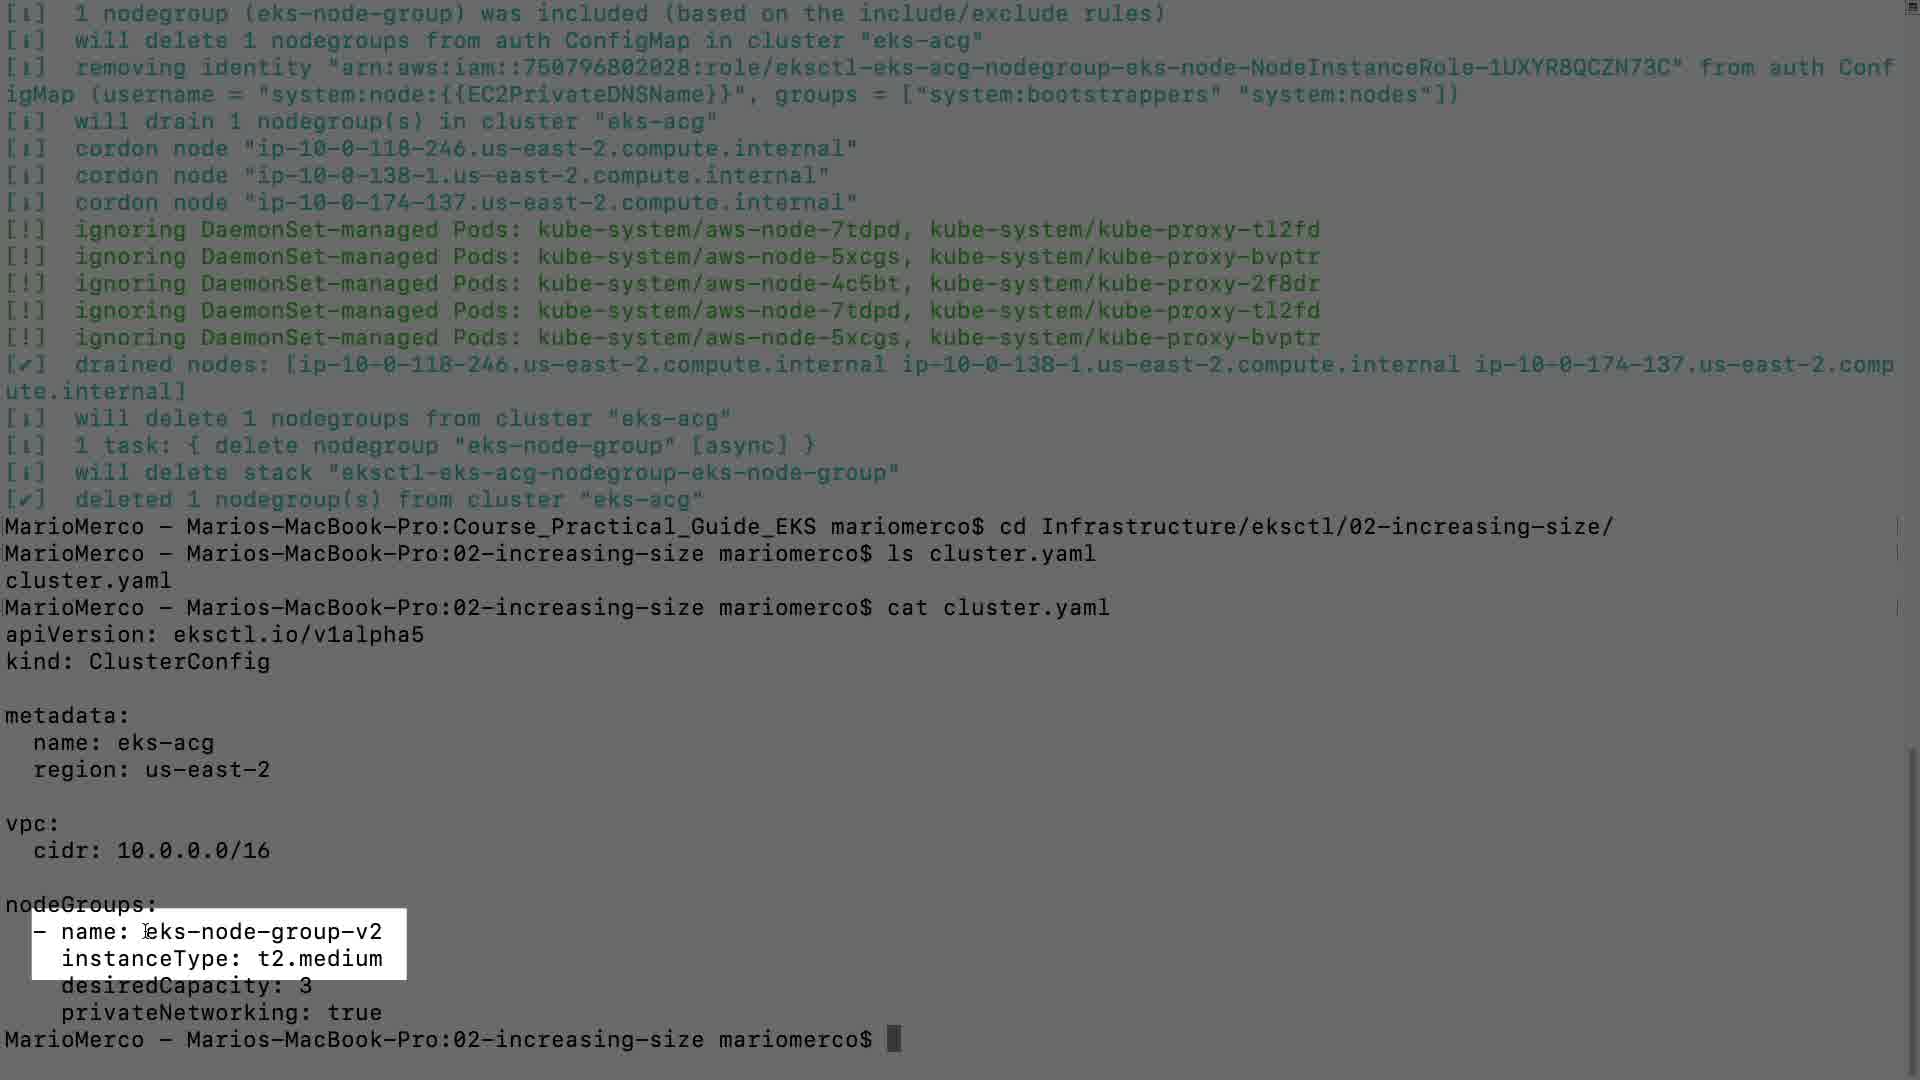 [ℹ]  1 nodegroup (eks-node-group) was included (based on the include/exclude rules)
[ℹ]  will delete 1 nodegroups from auth ConfigMap in cluster "eks-acg"
[ℹ]  removing identity "arn:aws:iam::750796802028:role/eksctl-eks-acg-nodegroup-eks-node-NodeInstanceRole-1UXYR8QCZN73C" from auth Conf
igMap (username = "system:node:{{EC2PrivateDNSName}}", groups = ["system:bootstrappers" "system:nodes"])
[ℹ]  will drain 1 nodegroup(s) in cluster "eks-acg"
[ℹ]  cordon node "ip-10-0-118-246.us-east-2.compute.internal"
[ℹ]  cordon node "ip-10-0-138-1.us-east-2.compute.internal"
[ℹ]  cordon node "ip-10-0-174-137.us-east-2.compute.internal"
[!]  ignoring DaemonSet-managed Pods: kube-system/aws-node-7tdpd, kube-system/kube-proxy-tl2fd
[!]  ignoring DaemonSet-managed Pods: kube-system/aws-node-5xcgs, kube-system/kube-proxy-bvptr
[!]  ignoring DaemonSet-managed Pods: kube-system/aws-node-4c5bt, kube-system/kube-proxy-2f8dr
[!]  ignoring DaemonSet-managed Pods: kube-system/aws-node-7tdpd, kube-system/kube-proxy-tl2fd
[!]  ignoring DaemonSet-managed Pods: kube-system/aws-node-5xcgs, kube-system/kube-proxy-bvptr
[✔]  drained nodes: [ip-10-0-118-246.us-east-2.compute.internal ip-10-0-138-1.us-east-2.compute.internal ip-10-0-174-137.us-east-2.comp
ute.internal]
[ℹ]  will delete 1 nodegroups from cluster "eks-acg"
[ℹ]  1 task: { delete nodegroup "eks-node-group" [async] }
[ℹ]  will delete stack "eksctl-eks-acg-nodegroup-eks-node-group"
[✔]  deleted 1 nodegroup(s) from cluster "eks-acg"
MarioMerco - Marios-MacBook-Pro:Course_Practical_Guide_EKS mariomerco$ cd Infrastructure/eksctl/02-increasing-size/
MarioMerco - Marios-MacBook-Pro:02-increasing-size mariomerco$ ls cluster.yaml
cluster.yaml
MarioMerco - Marios-MacBook-Pro:02-increasing-size mariomerco$ cat cluster.yaml
apiVersion: eksctl.io/v1alpha5
kind: ClusterConfig
metadata:
  name: eks-acg
  region: us-east-2
vpc:
  cidr: 10.0.0.0/16
nodeGroups:
  - name: eks-node-group-v2
    instanceType: t2.medium
    desiredCapacity: 3
    privateNetworking: true
MarioMerco - Marios-MacBook-Pro:02-increasing-size mariomerco$